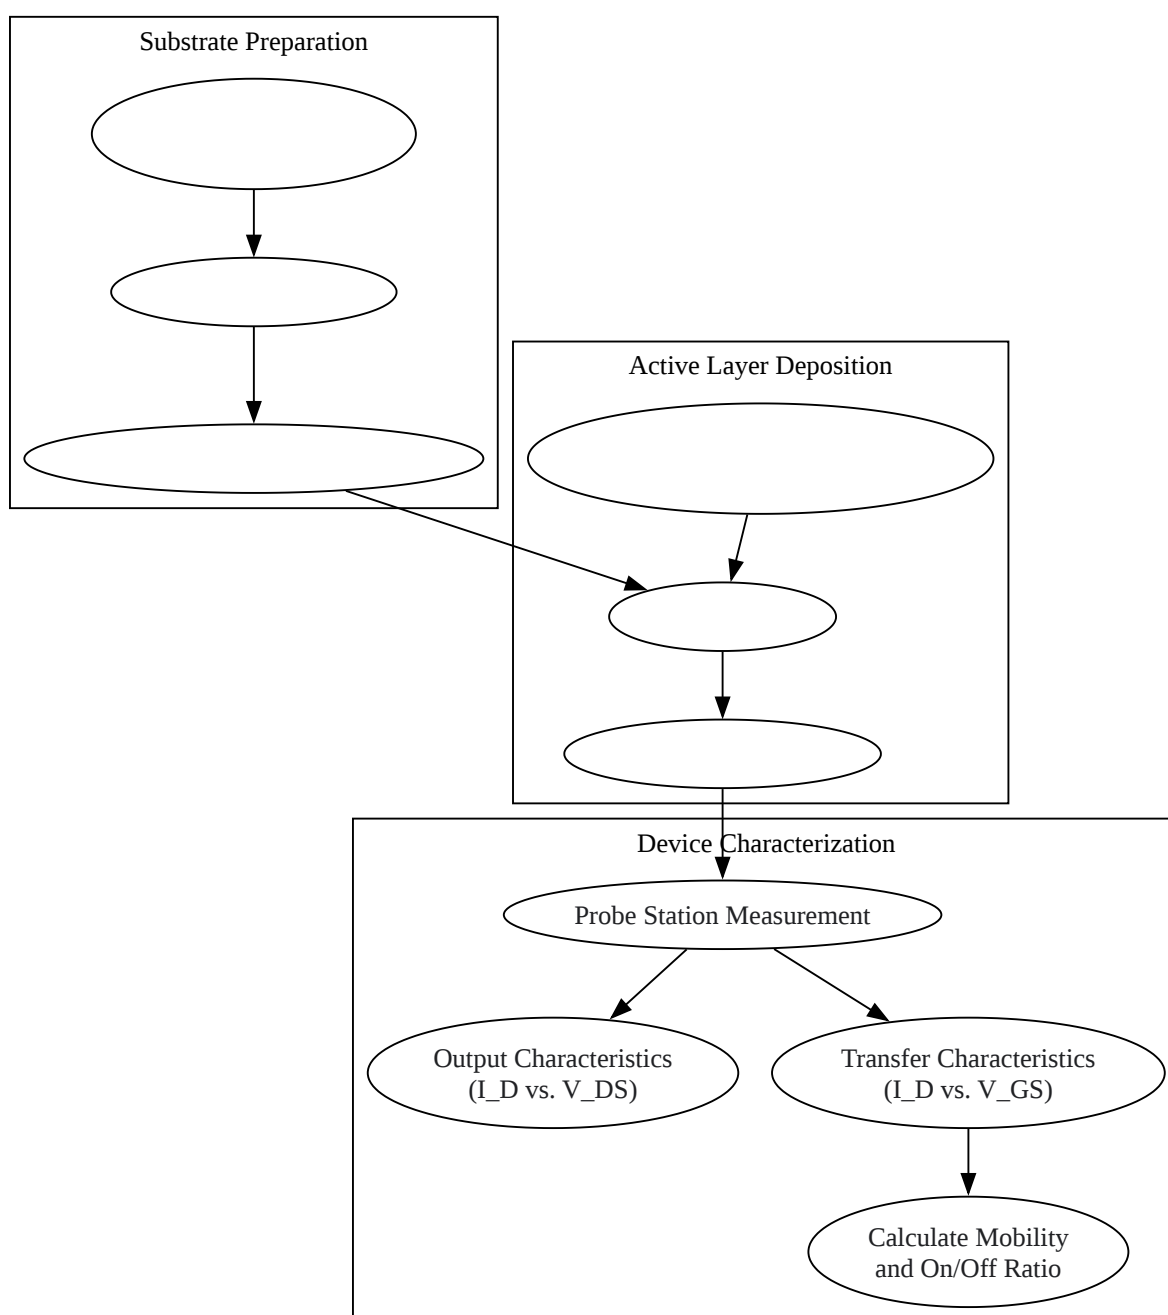 Substrate Preparation
Active Layer Deposition
Device Characterization
Probe Station Measurement
Output Characteristics
(I_D vs. V_DS)
Transfer Characteristics
(I_D vs. V_GS)
Calculate Mobility
and On/Off Ratio